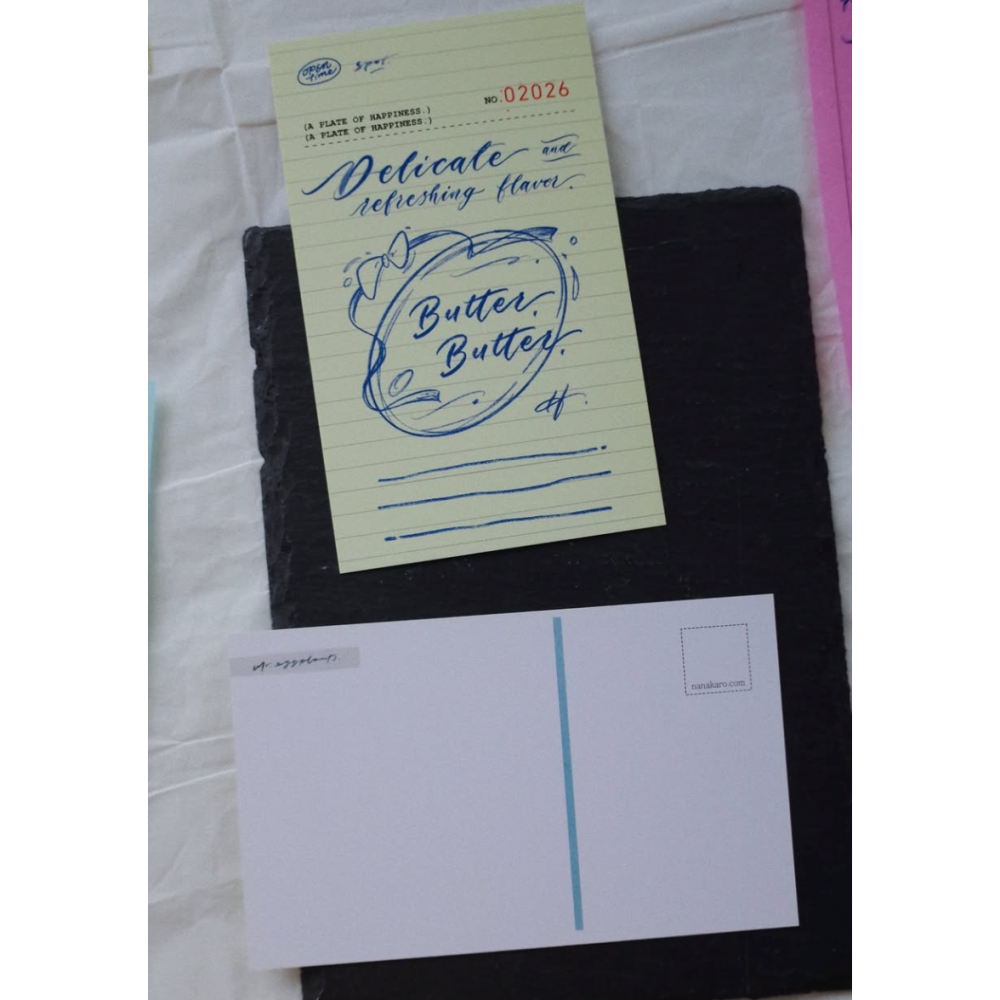 open
time
spot.
NO.02026
(A PLATE OF HAPPINESS.)
(A PLATE OF HAPPINESS.)
Delicate and
refreshing flavor.
Butter.
Butter.
nanakaro.com